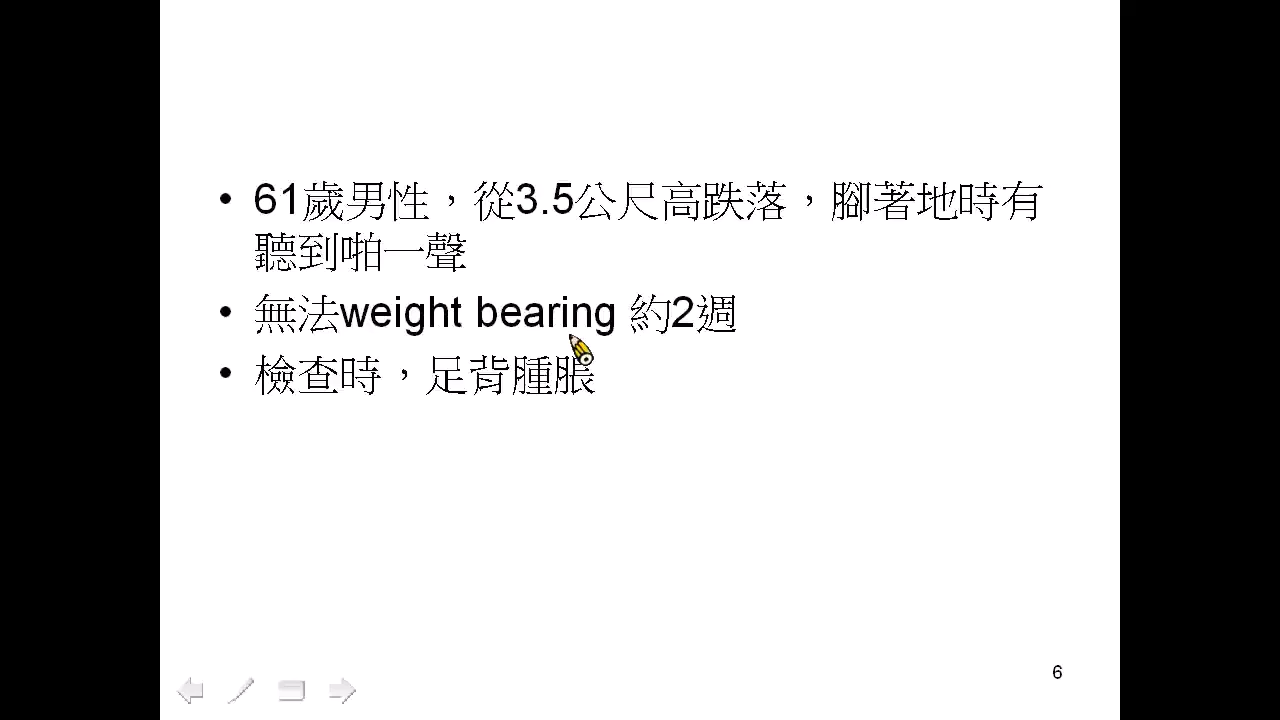 • 61歲男性，從3.5公尺高跌落，腳著地時有
聽到啪一聲
• 無法weight bearing 約2週
• 檢查時，足背腫脹
6